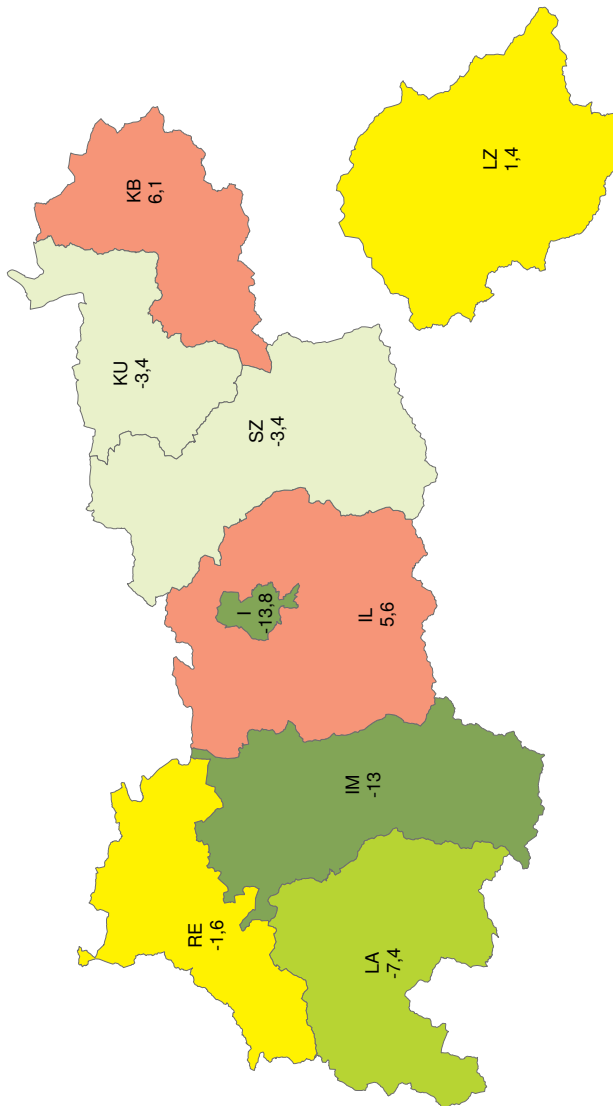 RE
-1,6
LA
-7,4
IM
-13
I
-13,8
IL
5,6
SZ
-3,4
KU
-3,4
KB
6,1
LZ
1,4